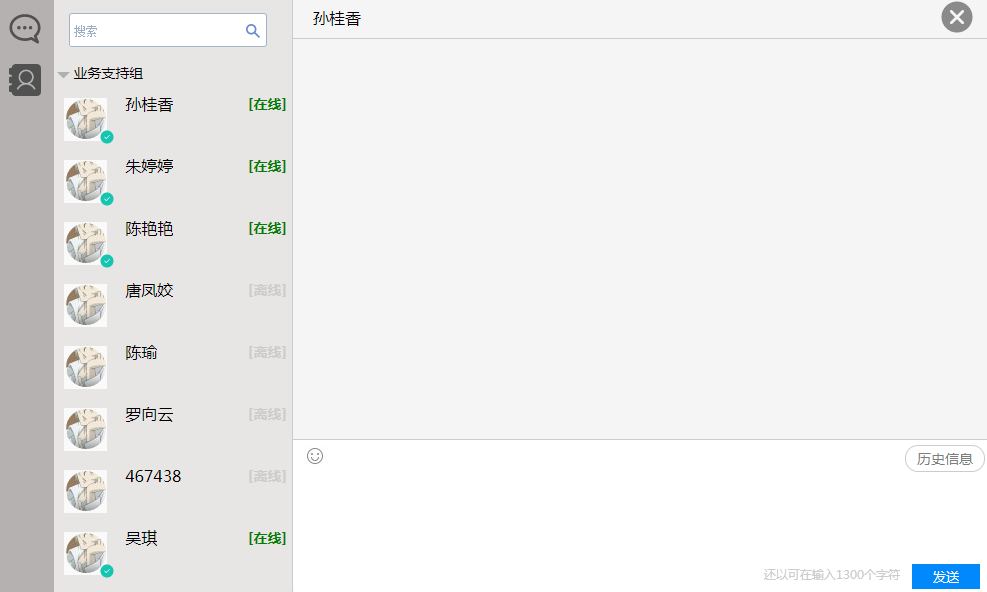 搜索
业务支持组
孙桂香 [在线]
朱婷婷 [在线]
陈艳艳 [在线]
唐凤姣 [离线]
陈瑜 [离线]
罗向云 [离线]
467438 [离线]
吴琪 [在线]
孙桂香
历史信息
还以可在输入1300个字符
发送